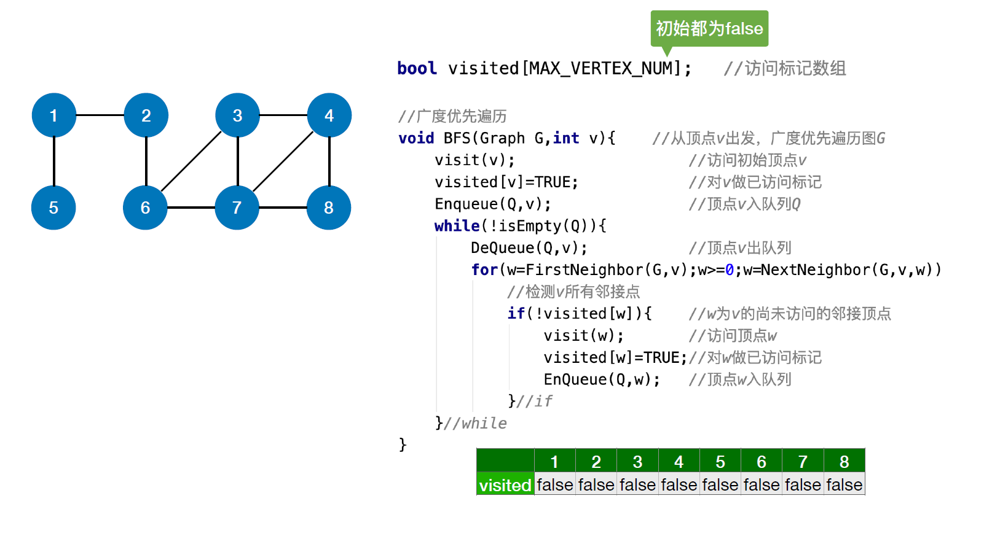 初始都为false
bool visited[MAX_VERTEX_NUM]; //访问标记数组
1 2 3 4
5 6 7 8
//广度优先遍历
void BFS(Graph G,int v){ //从顶点v出发，广度优先遍历图G
visit(v); //访问初始顶点v
visited[v]=TRUE; //对v做已访问标记
Enqueue(Q,v); //顶点v入队列Q
while(!isEmpty(Q)){
DeQueue(Q,v); //顶点v出队列
for(w=FirstNeighbor(G,v);w>=0;w=NextNeighbor(G,v,w))
//检测v所有邻接点
if(!visited[w]){ //w为v的尚未访问的邻接顶点
visit(w); //访问顶点w
visited[w]=TRUE;//对w做已访问标记
EnQueue(Q,w); //顶点w入队列
}//if
}//while
}
1 2 3 4 5 6 7 8
visited false false false false false false false false